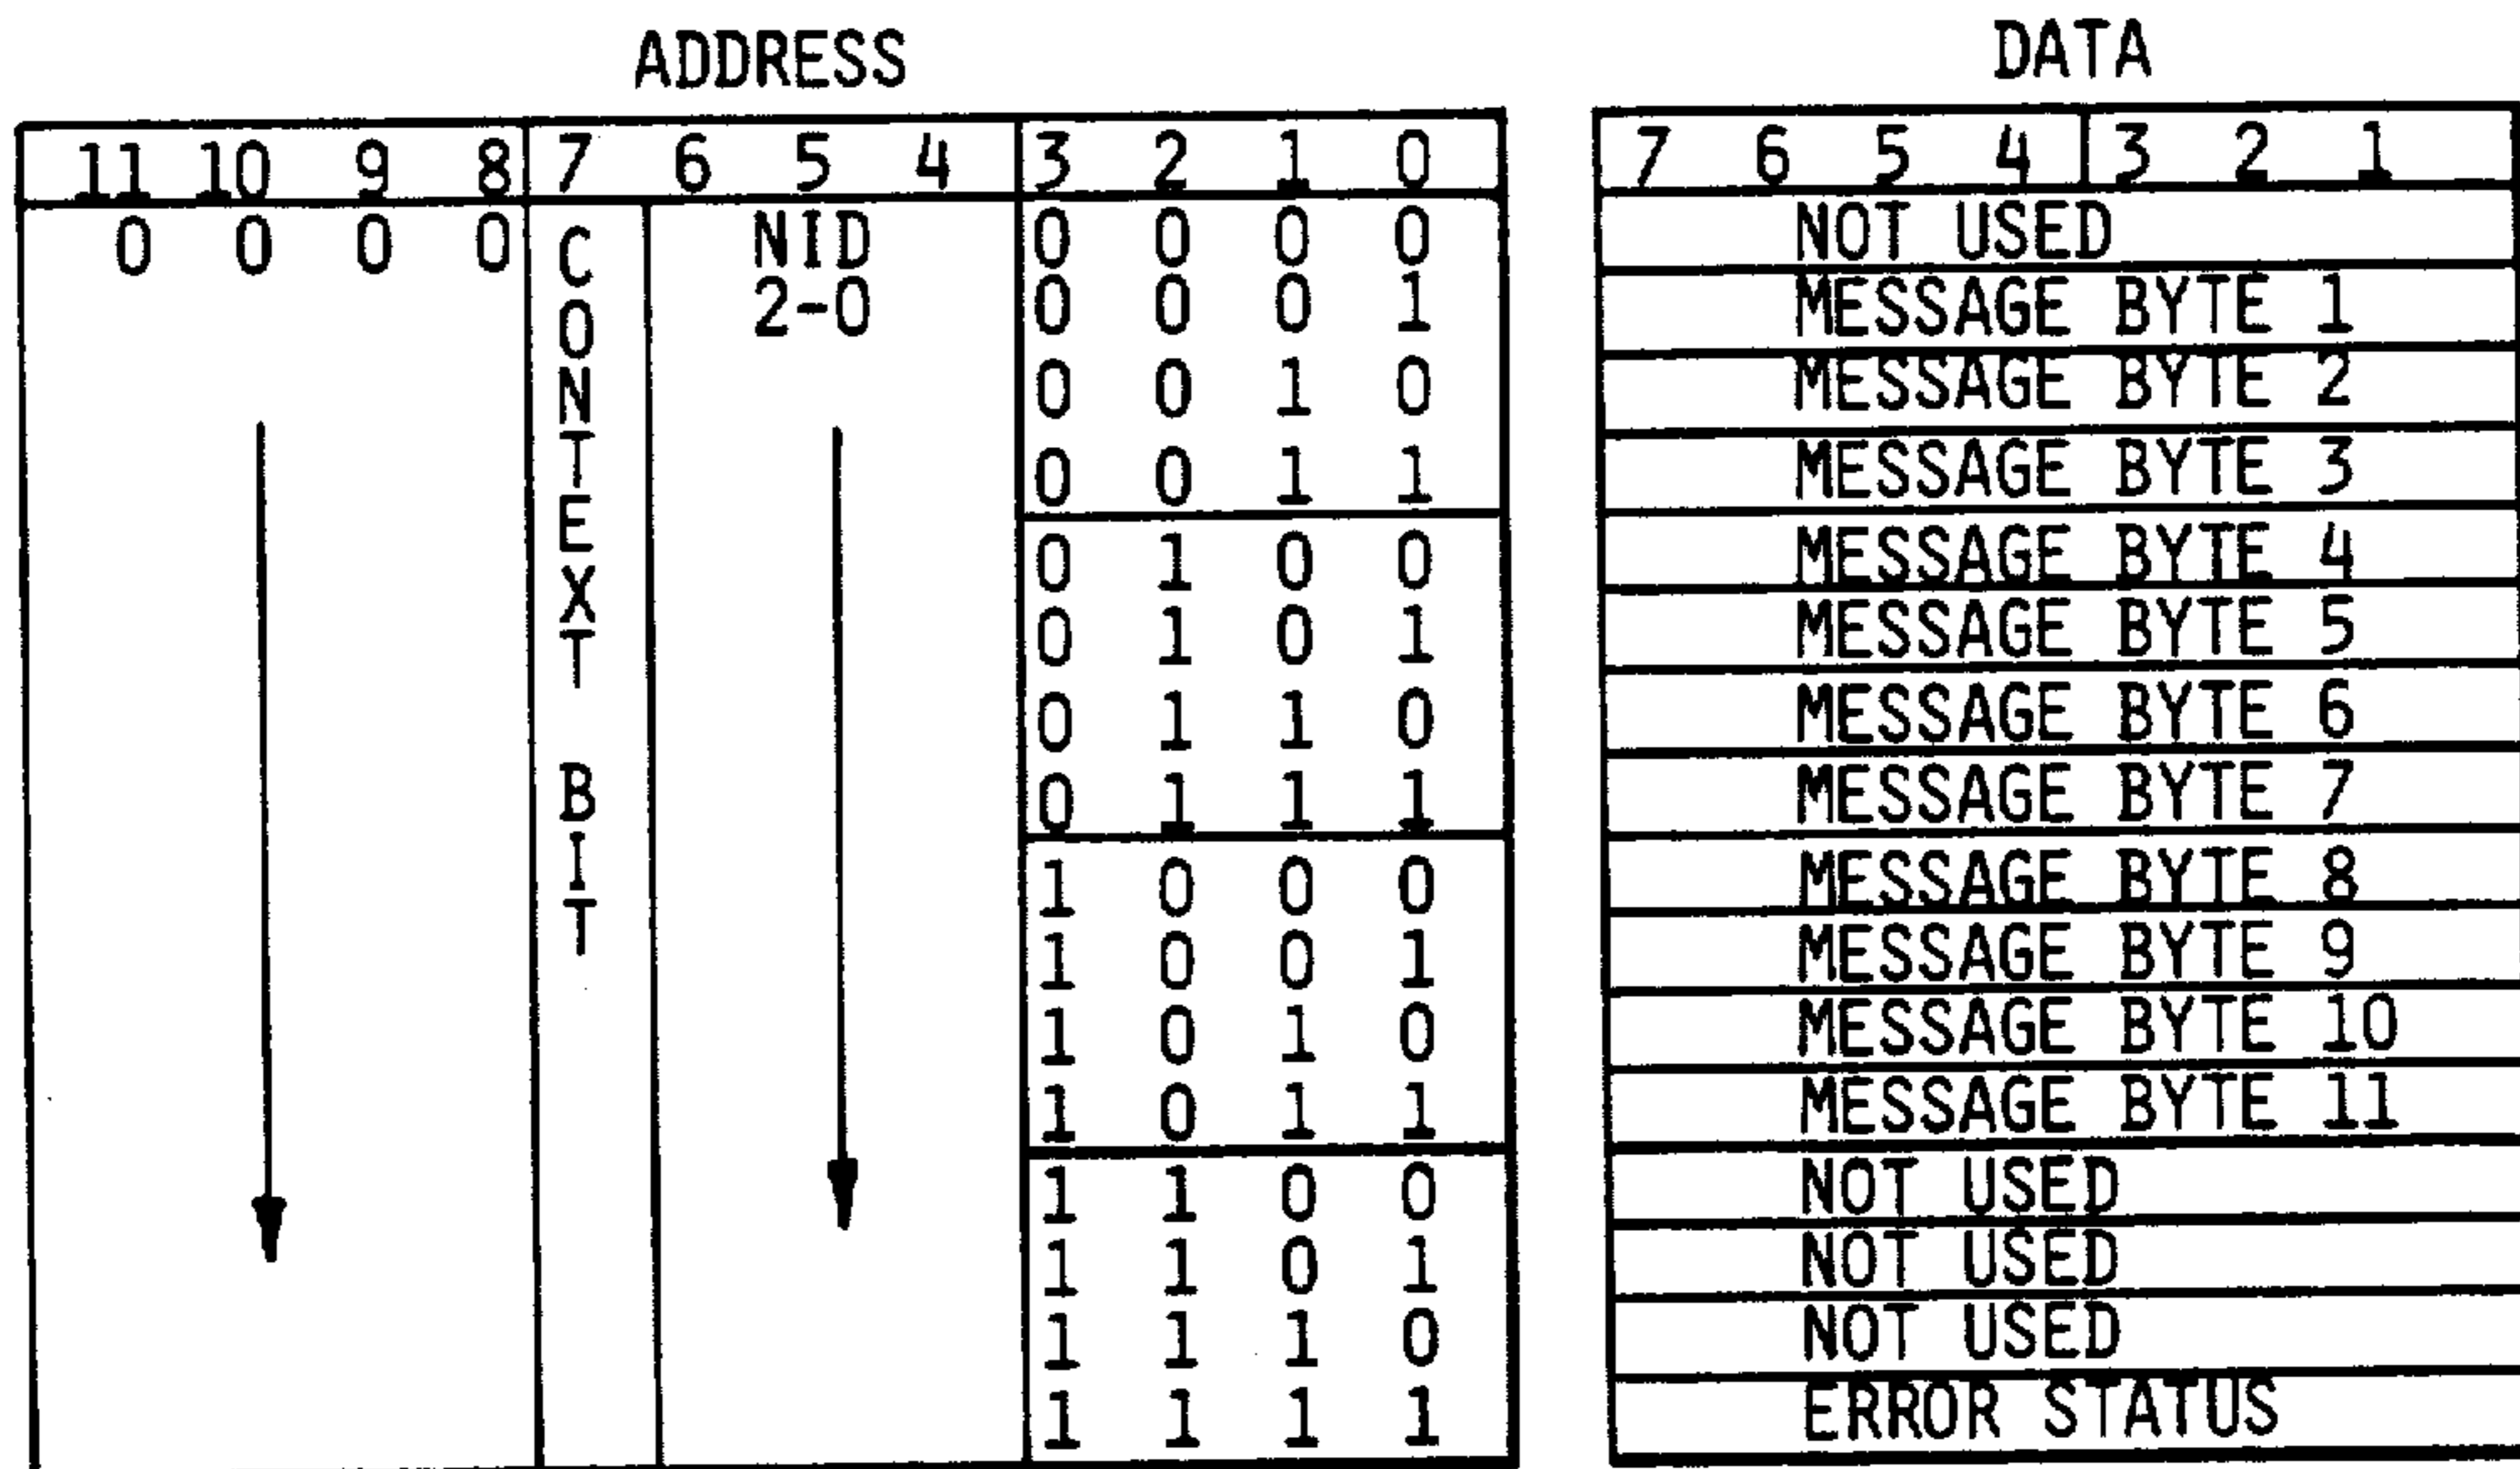 ADDRESS DATA
11 10 9 8 7 6 5 4 3 2 1 0 7 6 5 4 3 2 1
0 0 0 0 CONTEXT BIT NID 0 0 0 0 NOT USED
2-0 0 0 0 1 MESSAGE BYTE 1
0 0 1 0 MESSAGE BYTE 2
0 0 1 1 MESSAGE BYTE 3
0 1 0 0 MESSAGE BYTE 4
0 1 0 1 MESSAGE BYTE 5
0 1 1 0 MESSAGE BYTE 6
0 1 1 1 MESSAGE BYTE 7
1 0 0 0 MESSAGE BYTE 8
1 0 0 1 MESSAGE BYTE 9
1 0 1 0 MESSAGE BYTE 10
1 0 1 1 MESSAGE BYTE 11
1 1 0 0 NOT USED
1 1 0 1 NOT USED
1 1 1 0 NOT USED
1 1 1 1 ERROR STATUS